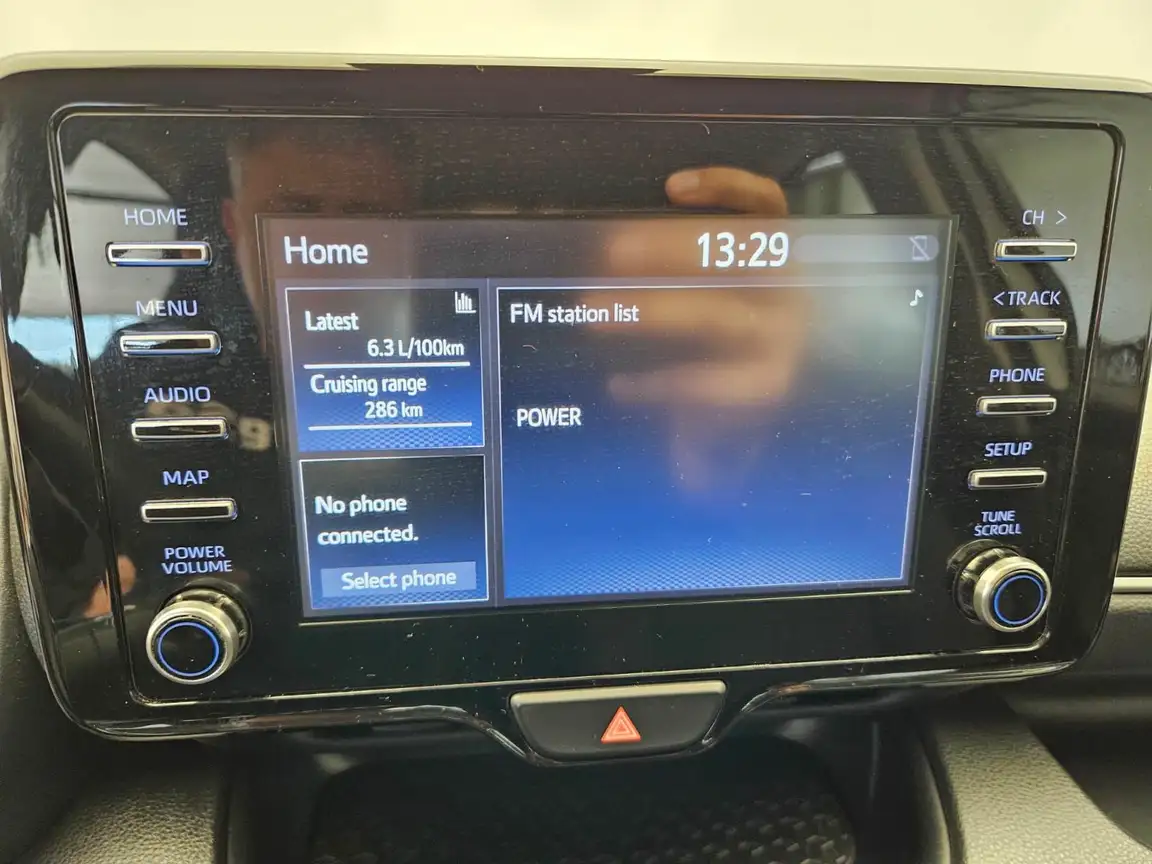 HOME
MENU
AUDIO
MAP
POWER
VOLUME
Home
13:29
Latest
6.3 L/100km
Cruising range
286 km
No phone
connected.
Select phone
FM station list
POWER
CH >
< TRACK
PHONE
SETUP
TUNE
SCROLL